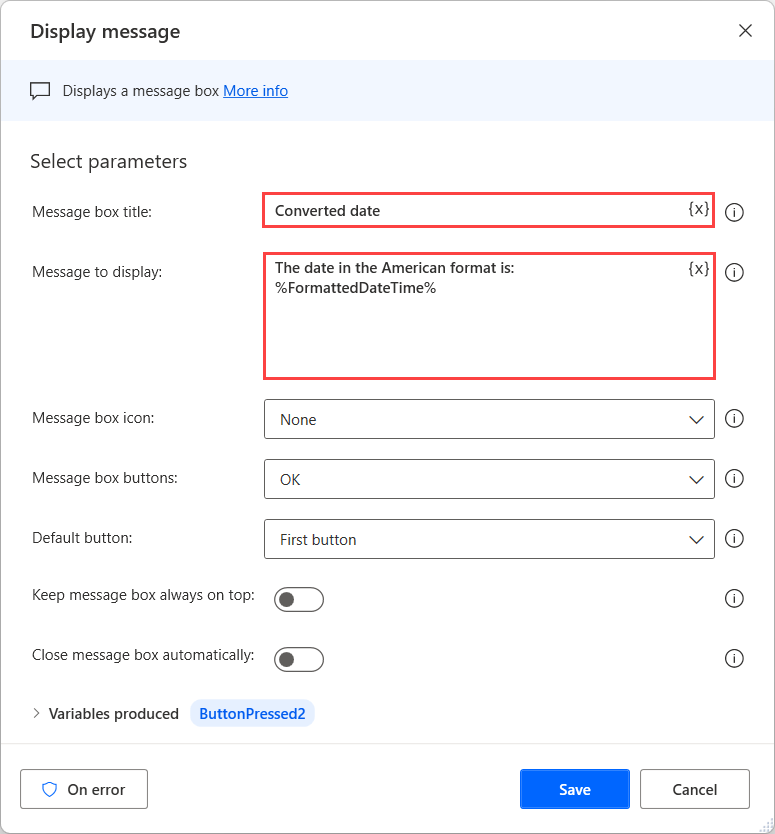 Display message
Displays a message box More info
Select parameters
Message box title:
Converted date
{x}
Message to display:
The date in the American format is:
%FormattedDateTime%
{x}
Message box icon:
None
Message box buttons:
OK
Default button:
First button
Keep message box always on top:
Close message box automatically:
Variables produced ButtonPressed2
On error
Save
Cancel